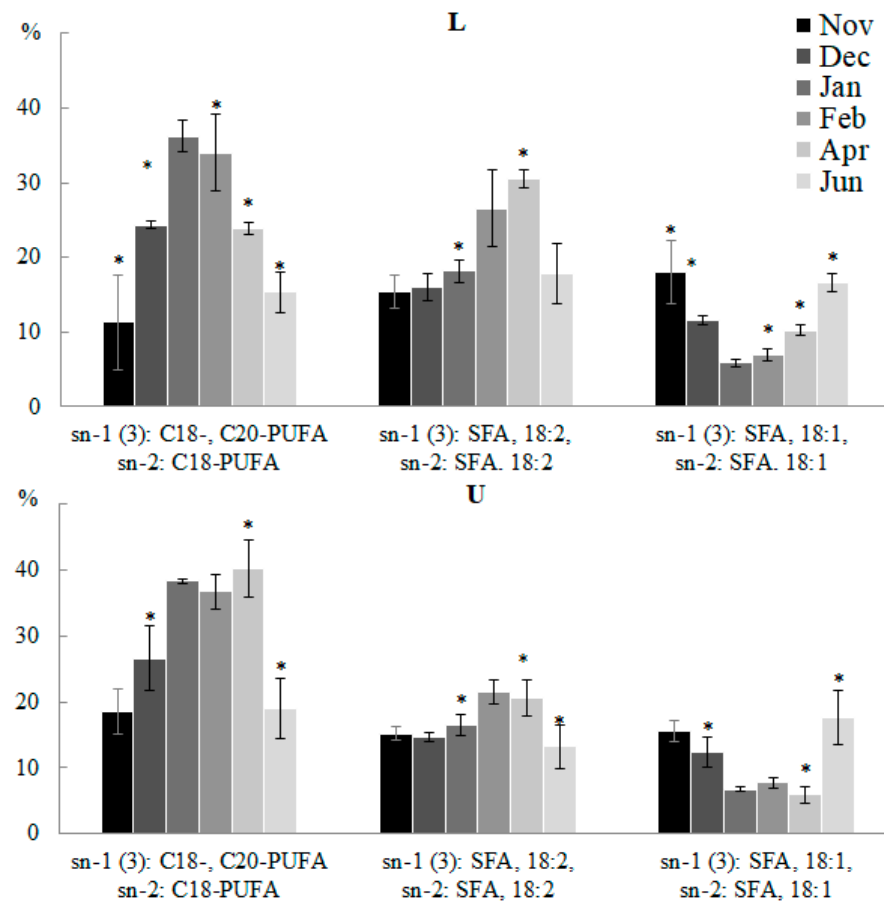 L
%
40
30
20
10
0
Nov
Dec
Jan
Feb
Apr
Jun
* * * * *
* *
* * * * *
sn-1 (3): C18-, C20-PUFA
sn-2: C18-PUFA
sn-1 (3): SFA, 18:2,
sn-2: SFA. 18:2
sn-1 (3): SFA, 18:1,
sn-2: SFA. 18:1
U
%
40
30
20
10
0
* * *
* * *
* * *
sn-1 (3): C18-, C20-PUFA
sn-2: C18-PUFA
sn-1 (3): SFA, 18:2,
sn-2: SFA, 18:2
sn-1 (3): SFA, 18:1,
sn-2: SFA, 18:1